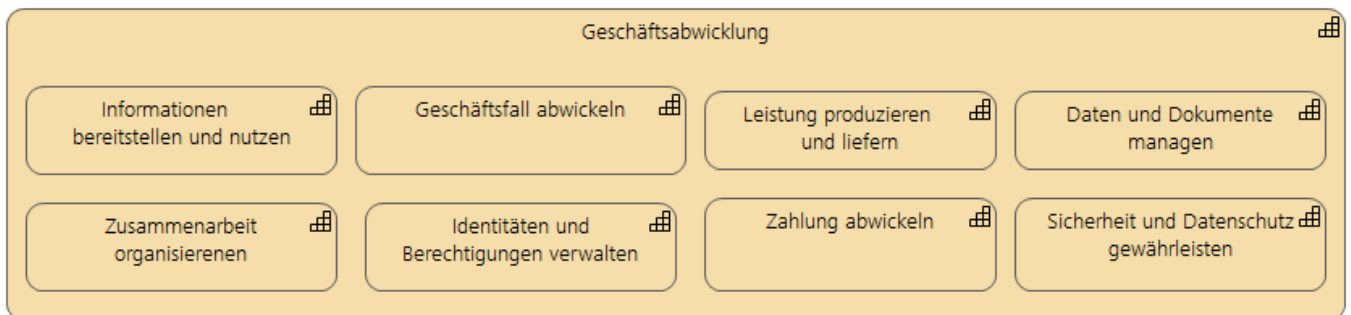 Geschäftsabwicklung
Informationen
bereitstellen und nutzen
Geschäftsfall abwickeln
Leistung produzieren
und liefern
Daten und Dokumente
managen
Zusammenarbeit
organisierenen
Identitäten und
Berechtigungen verwalten
Zahlung abwickeln
Sicherheit und Datenschutz
gewährleisten